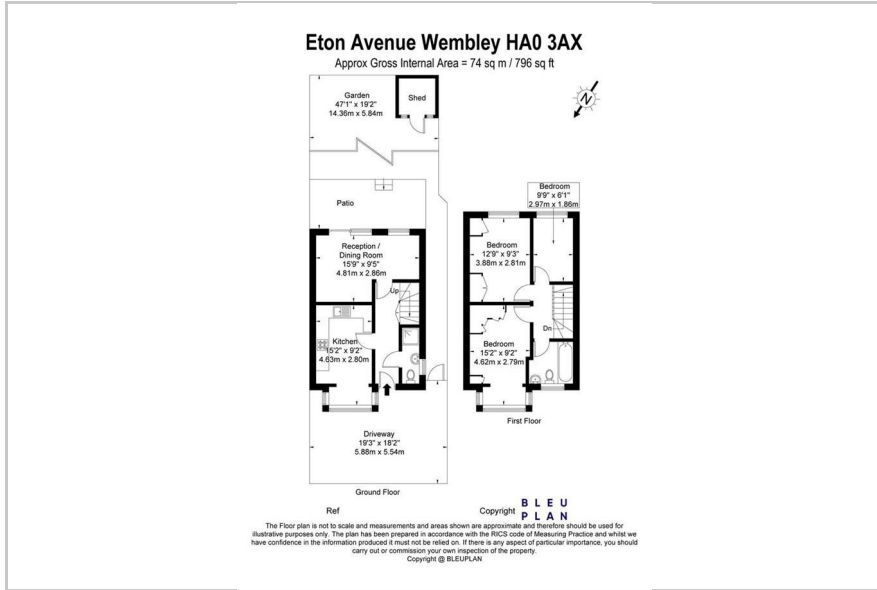 Eton Avenue Wembley HA0 3AX
Approx Gross Internal Area = 74 sq m / 796 sq ft
Garden
47'1" x 19'2"
14.36m x 5.84m
Shed
N
Patio
Reception /
Dining Room
15'9" x 9'5"
4.81m x 2.86m
Up
Kitchen
15'2" x 9'2"
4.63m x 2.80m
Driveway
19'3" x 18'2"
5.88m x 5.54m
Ground Floor
Bedroom
9'9" x 6'1"
2.97m x 1.86m
Bedroom
12'9" x 9'3"
3.88m x 2.81m
Dn
Bedroom
15'2" x 9'2"
4.62m x 2.79m
First Floor
Ref
Copyright
BLEU
PLAN
The Floor plan is not to scale and measurements and areas shown are approximate and therefore should be used for
illustrative purposes only. The plan has been prepared in accordance with the RICS code of Measuring Practice and whilst we
have confidence in the information produced it must not be relied on. If there is any aspect of particular importance, you should
carry out or commission your own inspection of the property.
Copyright @ BLEUPLAN